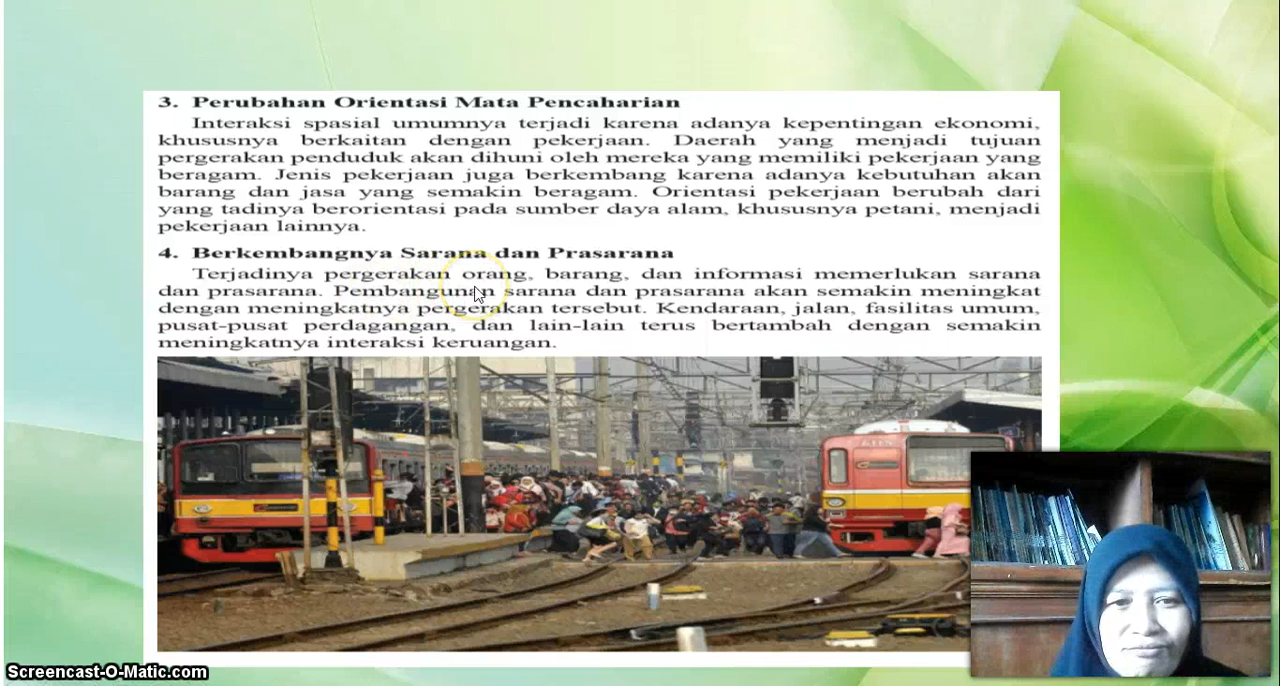 3. Perubahan Orientasi Mata Pencaharian
Interaksi spasial umumnya terjadi karena adanya kepentingan ekonomi,
khususnya berkaitan dengan pekerjaan. Daerah yang menjadi tujuan
pergerakan penduduk akan dihuni oleh mereka yang memiliki pekerjaan yang
beragam. Jenis pekerjaan juga berkembang karena adanya kebutuhan akan
barang dan jasa yang semakin beragam. Orientasi pekerjaan berubah dari
yang tadinya berorientasi pada sumber daya alam, khususnya petani, menjadi
pekerjaan lainnya.
4. Berkembangnya Sarana dan Prasarana
Terjadinya pergerakan orang, barang, dan informasi memerlukan sarana
dan prasarana. Pembangunan sarana dan prasarana akan semakin meningkat
dengan meningkatnya pergerakan tersebut. Kendaraan, jalan, fasilitas umum,
pusat-pusat perdagangan, dan lain-lain terus bertambah dengan semakin
meningkatnya interaksi keruangan.
Screencast-O-Matic.com